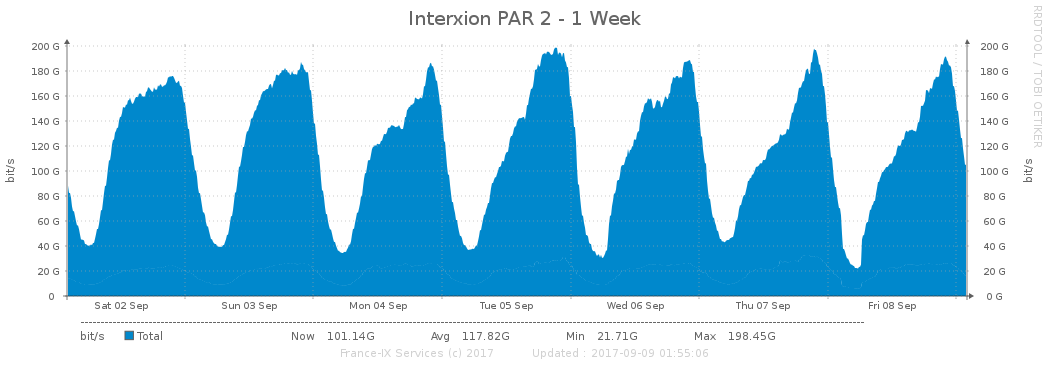 Interxion PAR 2 - 1 Week
RRDTOOL / TOBI OETIKER
200 G 200 G
180 G 180 G
160 G 160 G
140 G 140 G
120 G 120 G
100 G 100 G
80 G 80 G
60 G 60 G
40 G 40 G
20 G 20 G
0 0 G
bit/s bit/s
Sat 02 Sep Sun 03 Sep Mon 04 Sep Tue 05 Sep Wed 06 Sep Thu 07 Sep Fri 08 Sep
bit/s Total Now 101.14G Avg 117.82G Min 21.71G Max 198.45G
France-IX Services (c) 2017 Updated : 2017-09-09 01:55:06